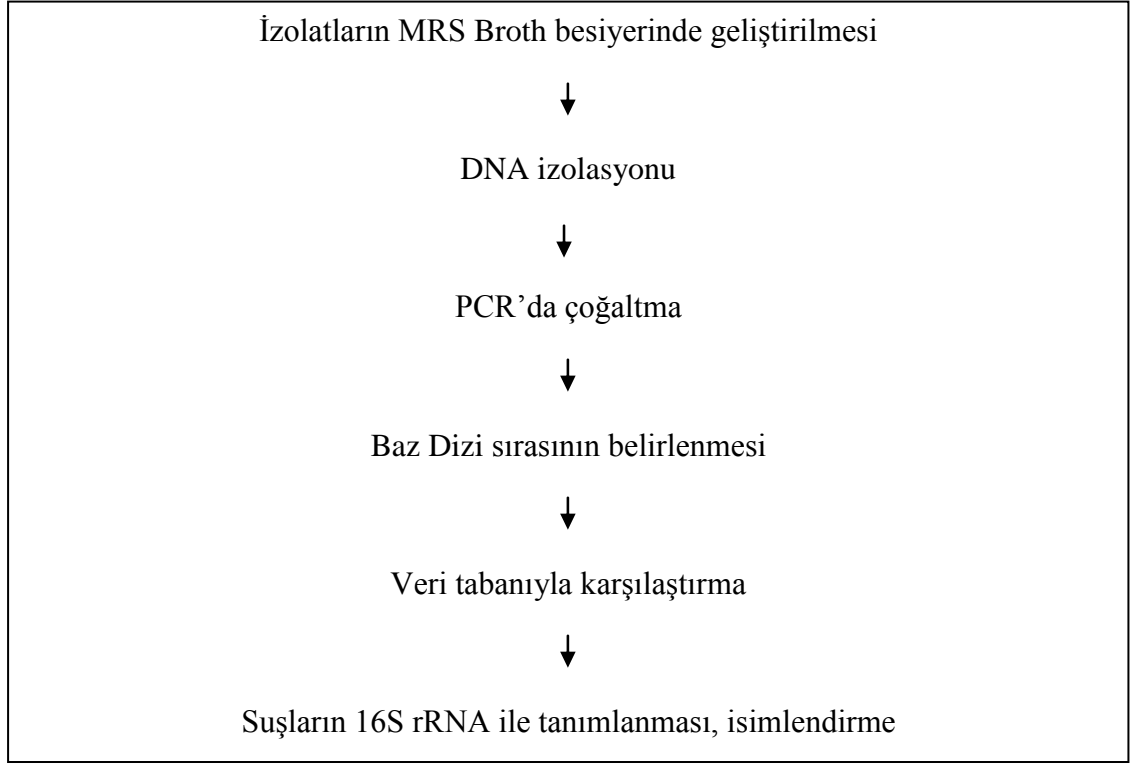 İzolatların MRS Broth besiyerinde geliştirilmesi
DNA izolasyonu
PCR’da çoğaltma
Baz Dizi sırasının belirlenmesi
Veri tabanıyla karşılaştırma
Suşların 16S rRNA ile tanımlanması, isimlendirme